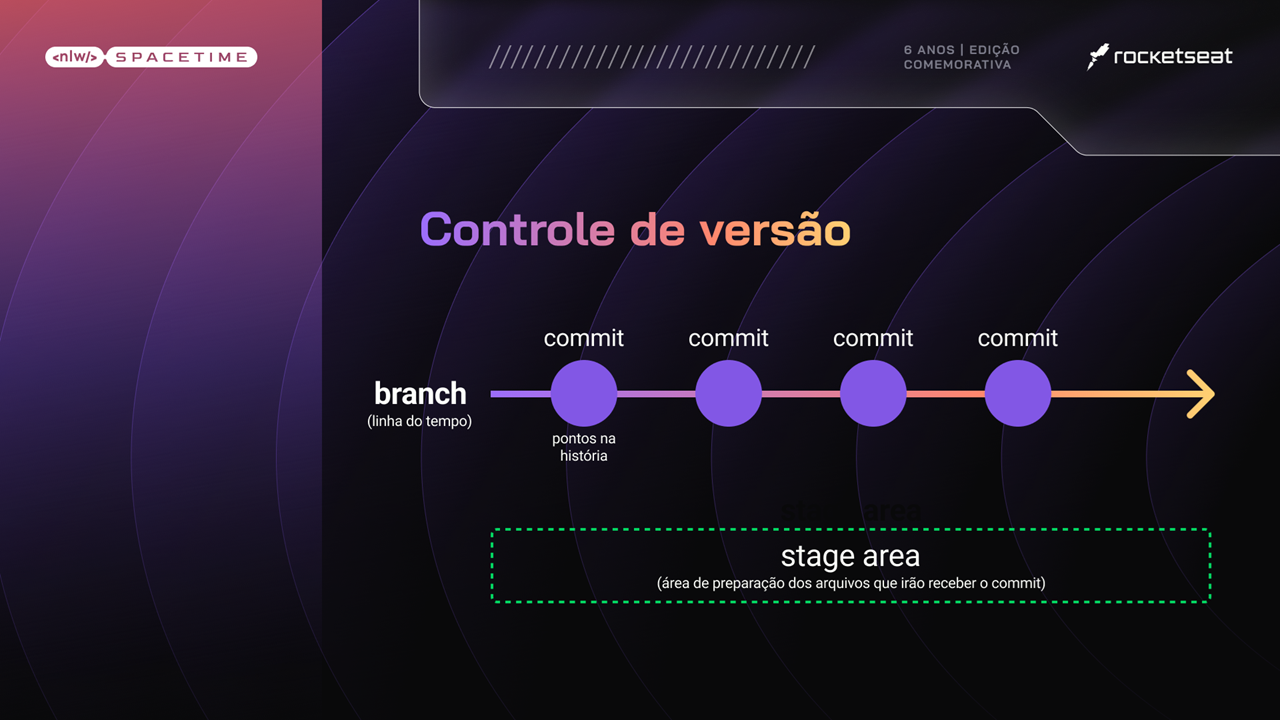 <nlw/> SPACETIME
6 ANOS | EDIÇÃO
COMEMORATIVA
rocketseat
Controle de versão
commit commit commit commit
branch
(linha do tempo)
pontos na
história
area
stage area
(área de preparação dos arquivos que irão receber o commit)